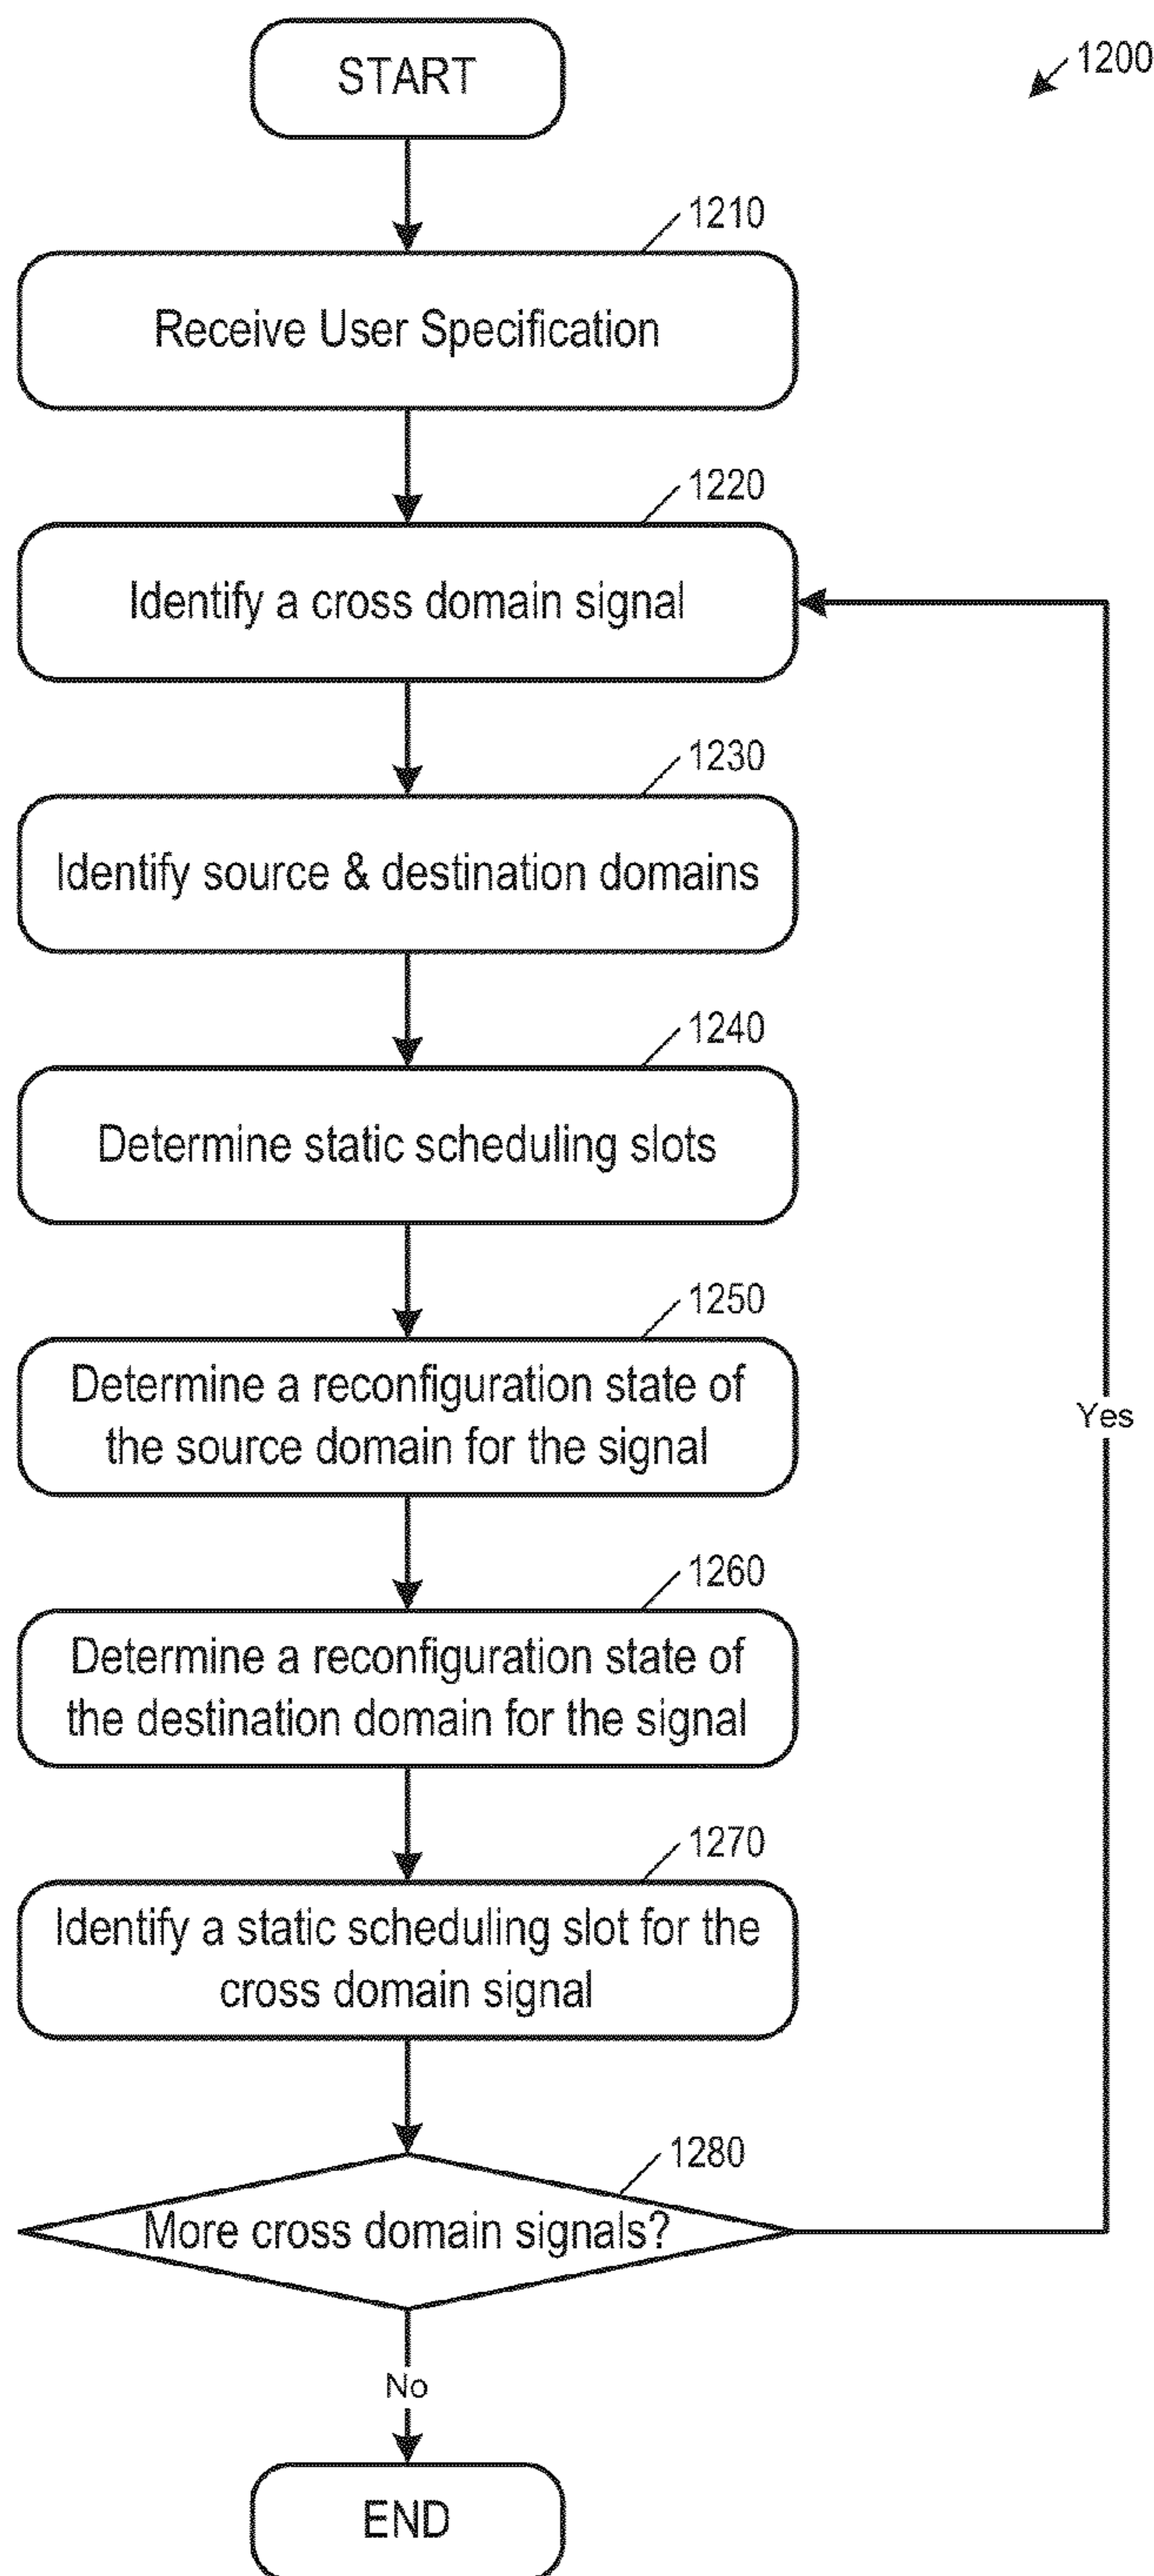 START
1200
1210
Receive User Specification
1220
Identify a cross domain signal
1230
Identify source & destination domains
1240
Determine static scheduling slots
1250
Determine a reconfiguration state of
the source domain for the signal
Yes
1260
Determine a reconfiguration state of
the destination domain for the signal
1270
Identify a static scheduling slot for the
cross domain signal
1280
More cross domain signals?
No
END